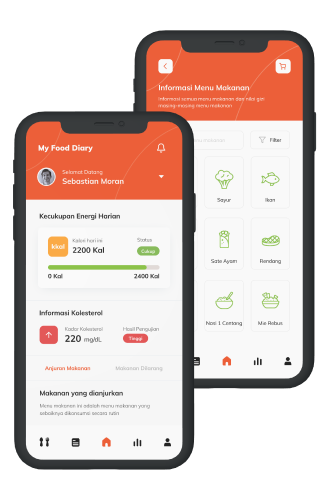 Informasi Menu Makanan
Informasi semua menu makanan dan nilai gizi
masing-masing menu makanan
Filter
Sayur
Ikan
Sate Ayam
Rendang
Nasi 1 Centong
Mie Rebus
My Food Diary
Selamat Datang
Sebastian Moran
Kecukupan Energi Harian
kkal
Kalori hari ini
2200 Kal
Status
Cukup
0 Kal
2400 Kal
Informasi Kolesterol
Kadar Kolesterol
220 mg/dL
Hasil Pengujian
Tinggi
Anjuran Makanan
Makanan Dilarang
Makanan yang dianjurkan
Menu makanan ini adalah menu makanan yang
sebaiknya dikonsumsi secara rutin